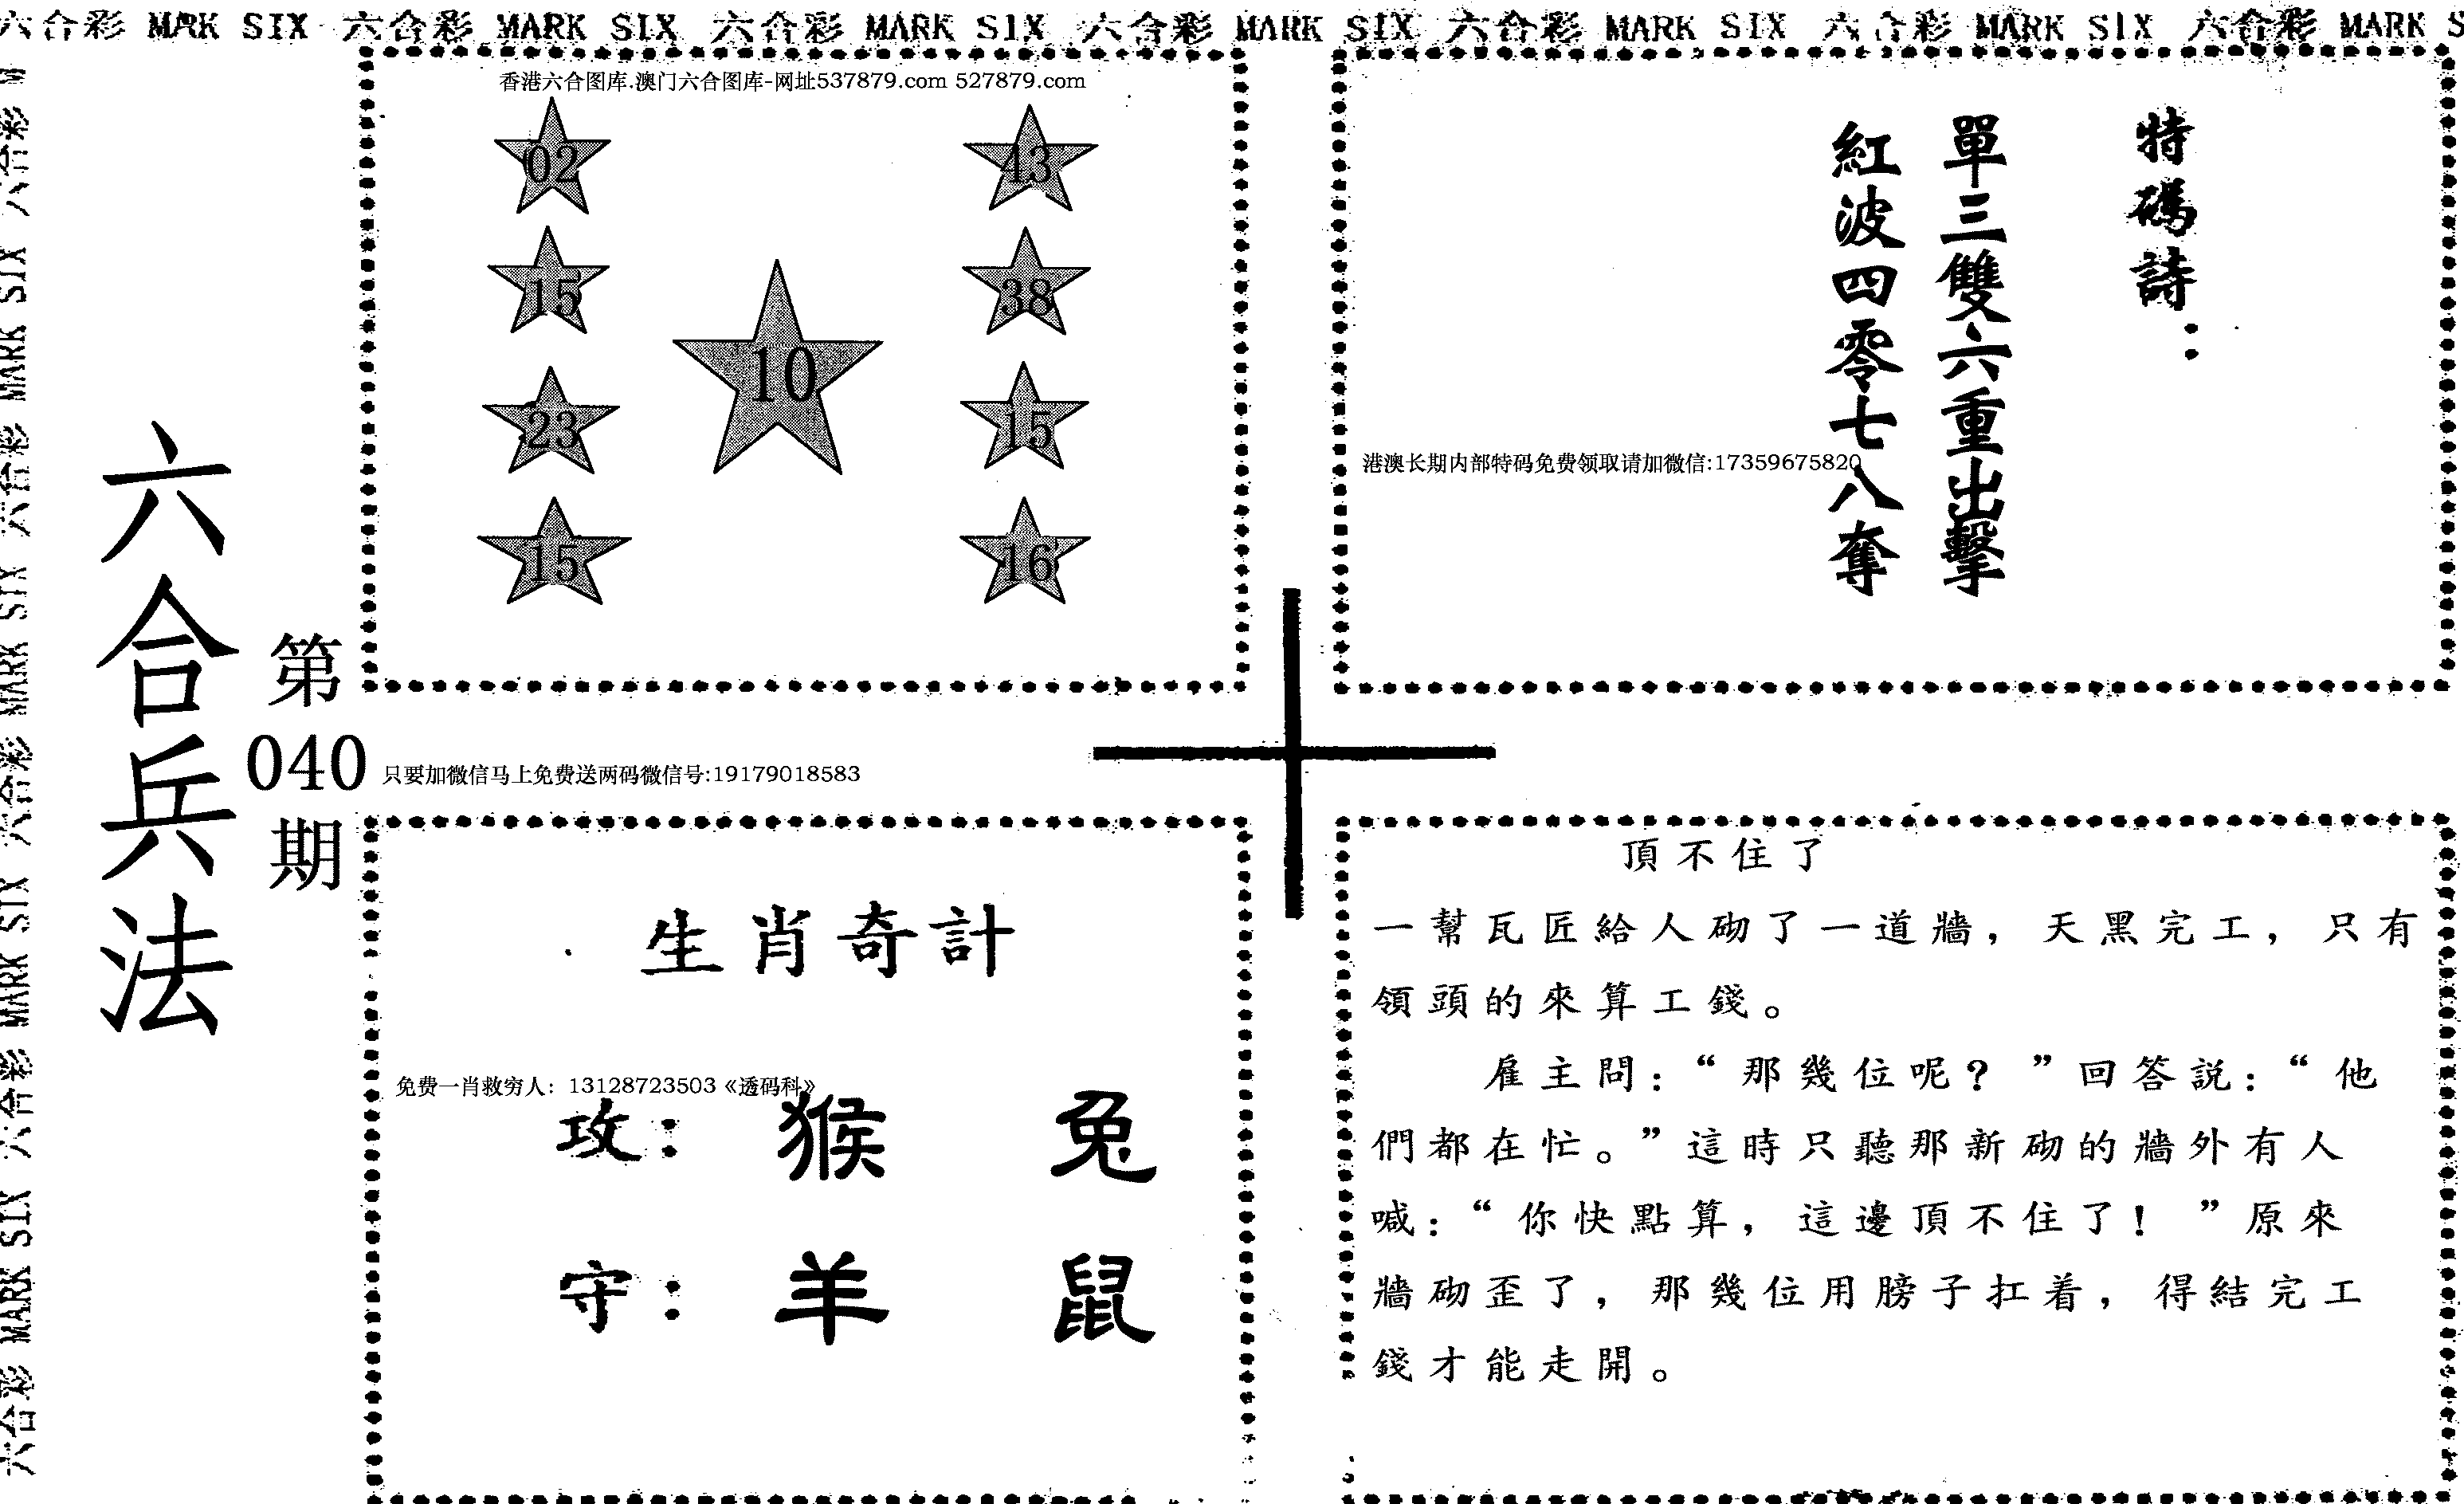 六合彩 MARK SIX 六合彩 MARK SIX 六合彩 MARK SIX 六合彩 MARK SIX 六合彩 MARK SIX 六合彩 MARK SIX 六合彩 MARK S
六合彩 MARK SIX 六合彩 MARK SIX 六合彩 MARK SIX 六合彩 MARK SIX 六合彩 M
六合兵法
第
040
期
香港六合图库.澳门六合图库-网址537879.com 527879.com
02
43
15
38
10
23
15
15
16
特碼詩：
單三雙六重出擊
紅波四零七八奪
港澳长期内部特码免费领取请加微信:17359675820
只要加微信马上免费送两码微信号:19179018583
生肖奇計
免费一肖救穷人：13128723503《透码科》
攻：猴 兔
守：羊 鼠
頂不住了
一幫瓦匠給人砌了一道牆，天黑完工，只有
領頭的來算工錢。
雇主問：“那幾位呢？”回答説：“他
們都在忙。”這時只聽那新砌的牆外有人
喊：“你快點算，這邊頂不住了！”原來
牆砌歪了，那幾位用膀子扛着，得結完工
錢才能走開。